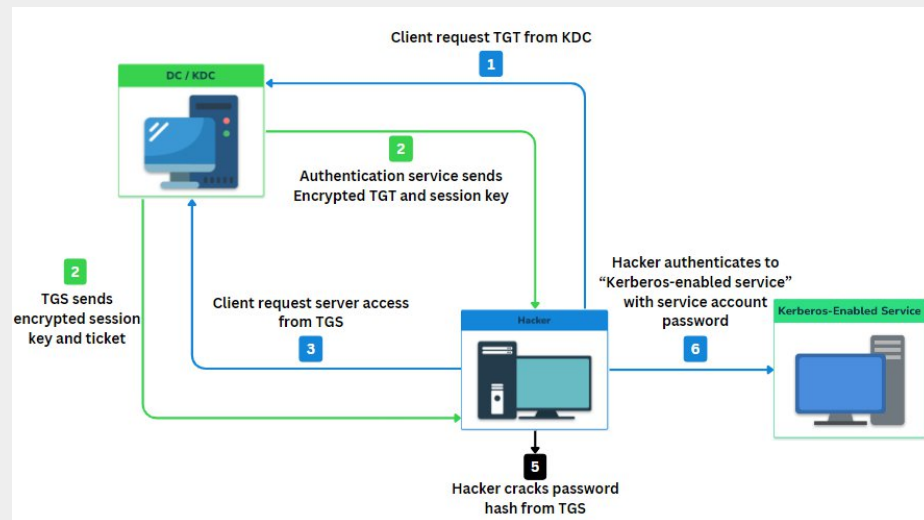 Client request TGT from KDC
1
DC / KDC
2
Authentication service sends
Encrypted TGT and session key
2
TGS sends
encrypted session
key and ticket
Client request server access
from TGS
3
Hacker
Hacker authenticates to
“Kerberos-enabled service”
with service account
password
6
Kerberos-Enabled Service
5
Hacker cracks password
hash from TGS